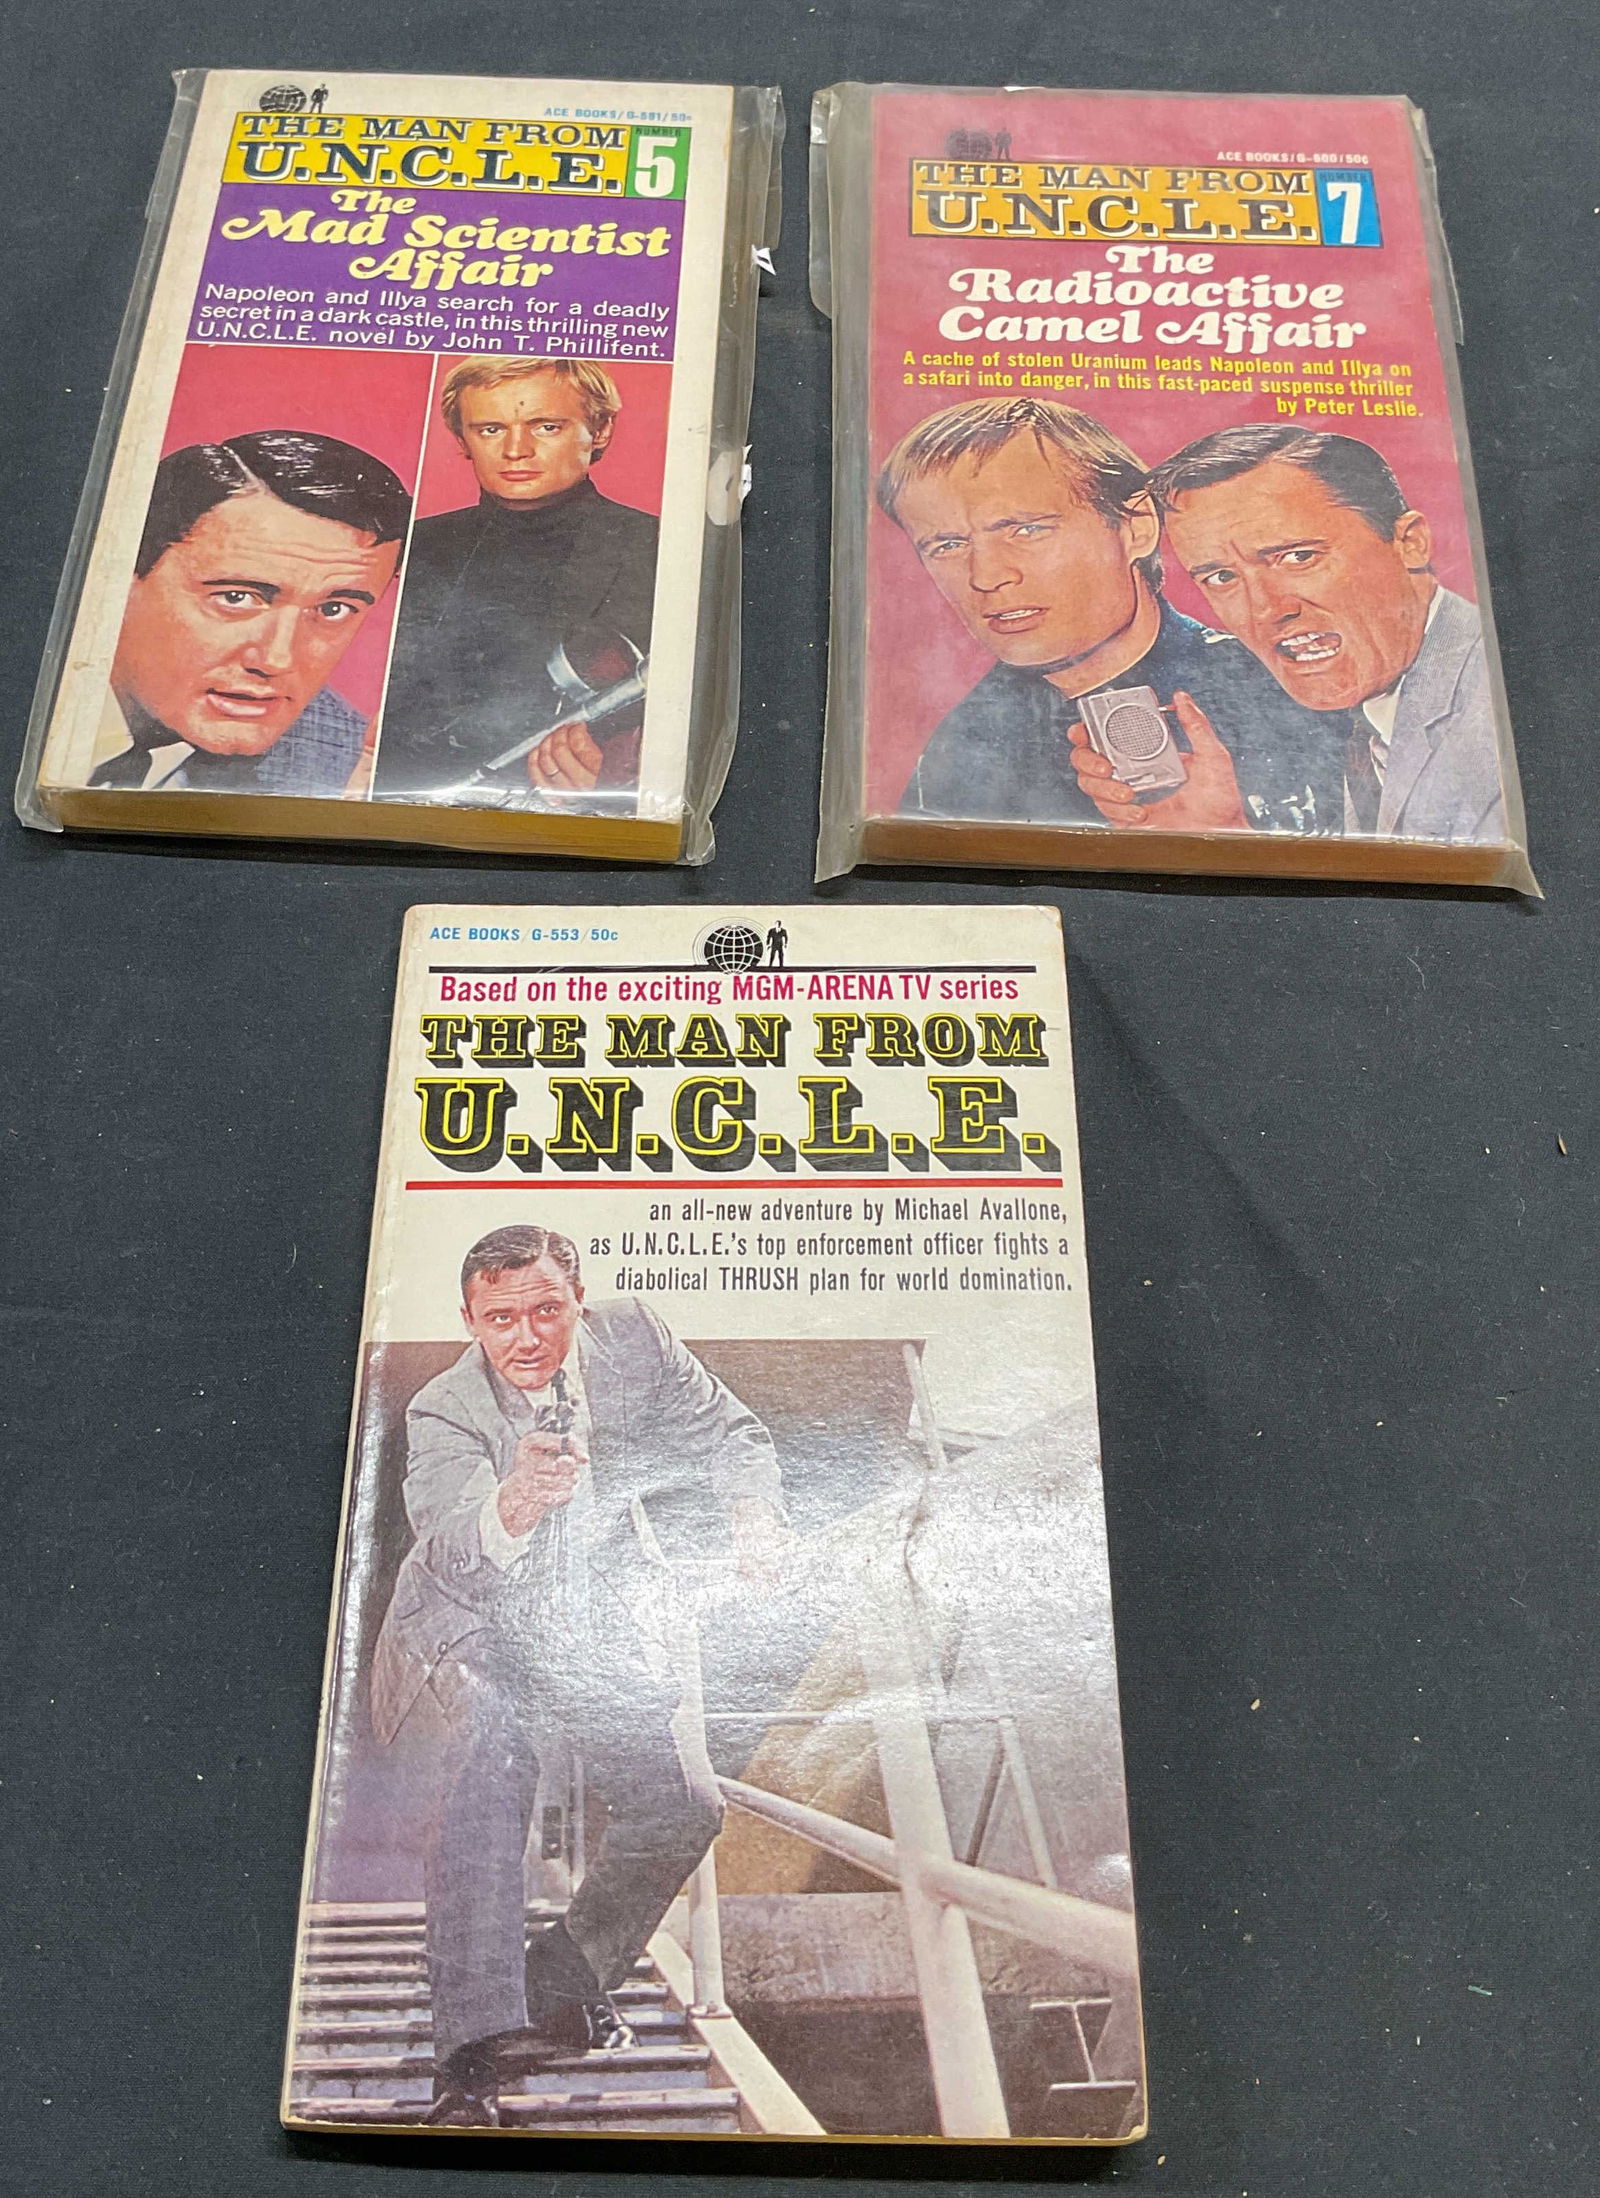 ACE BOOKS/G-581/50¢
THE MAN FROM
U.N.C.L.E.
NUMBER
5
The
Mad Scientist
Affair
Napoleon and Illya search for a deadly
secret in a dark castle, in this thrilling new
U.N.C.L.E. novel by John T. Phillifent.
ACE BOOKS/G-600/50¢
THE MAN FROM
U.N.C.L.E.
NUMBER
7
The
Radioactive
Camel Affair
A cache of stolen Uranium leads Napoleon and Illya on
a safari into danger, in this fast-paced suspense thriller
by Peter Leslie.
ACE BOOKS/G-553/50c
Based on the exciting MGM-ARENA TV series
THE MAN FROM
U.N.C.L.E.
an all-new adventure by Michael Avallone,
as U.N.C.L.E.'s top enforcement officer fights a
diabolical THRUSH plan for world domination.